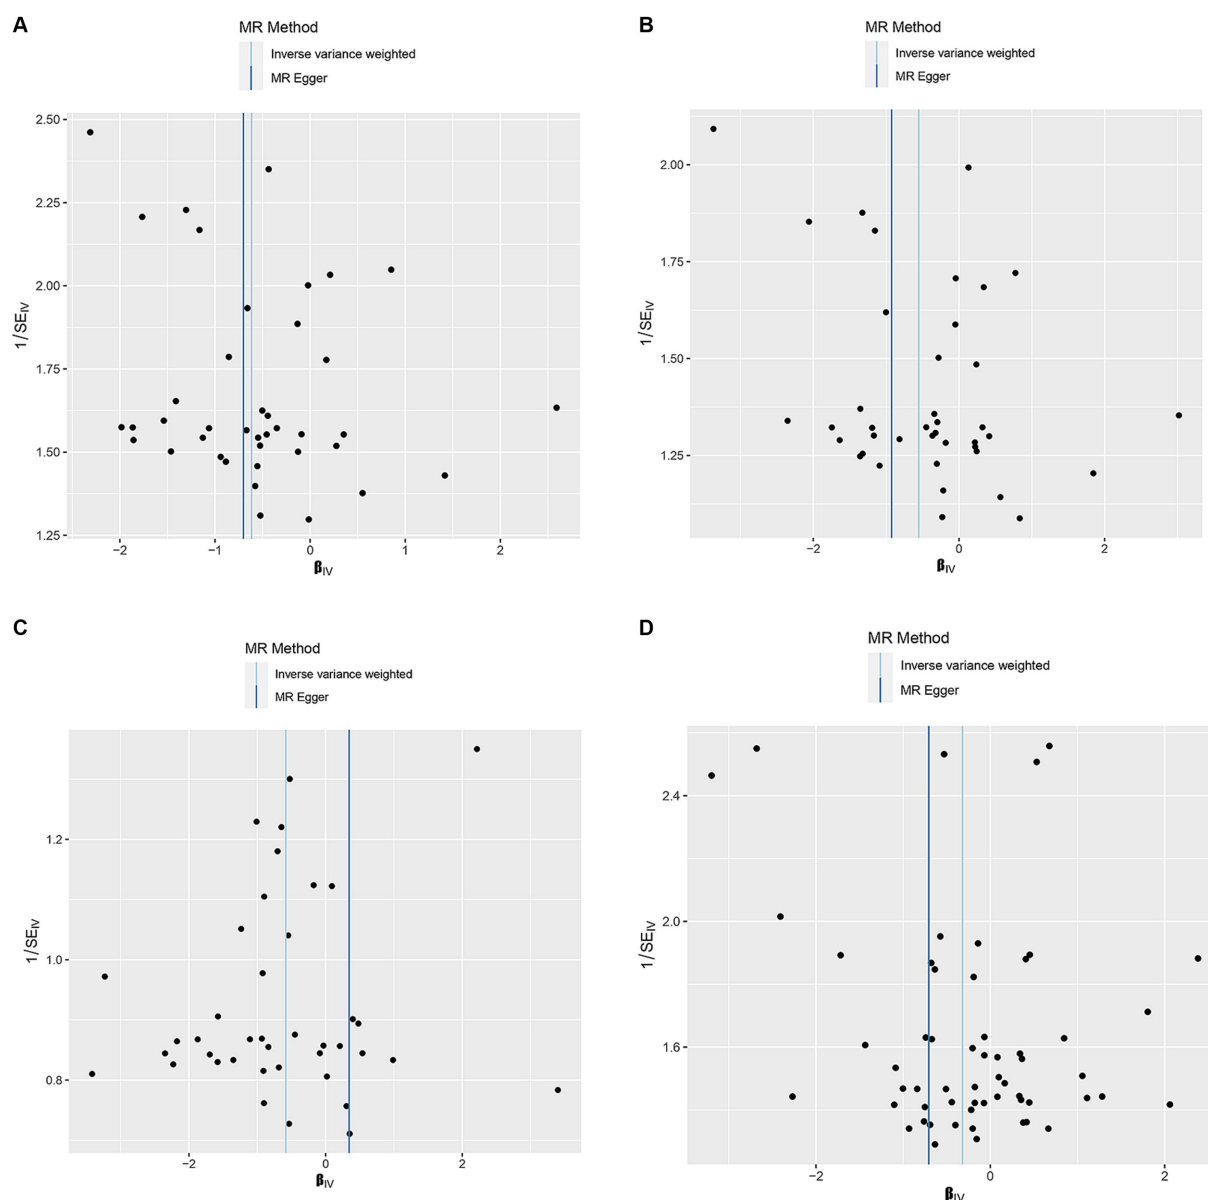 A
MR Method
Inverse variance weighted
MR Egger
2.50
2.25
2.00
1.75
1.50
1.25
1/SE_IV
−2 −1 0 1 2
β_IV
B
MR Method
Inverse variance weighted
MR Egger
2.00
1.75
1.50
1.25
1/SE_IV
−2 0 2
β_IV
C
MR Method
Inverse variance weighted
MR Egger
1.2
1.0
0.8
1/SE_IV
−2 0 2
β_IV
D
MR Method
Inverse variance weighted
MR Egger
2.4
2.0
1.6
1/SE_IV
−2 0 2
β_IV